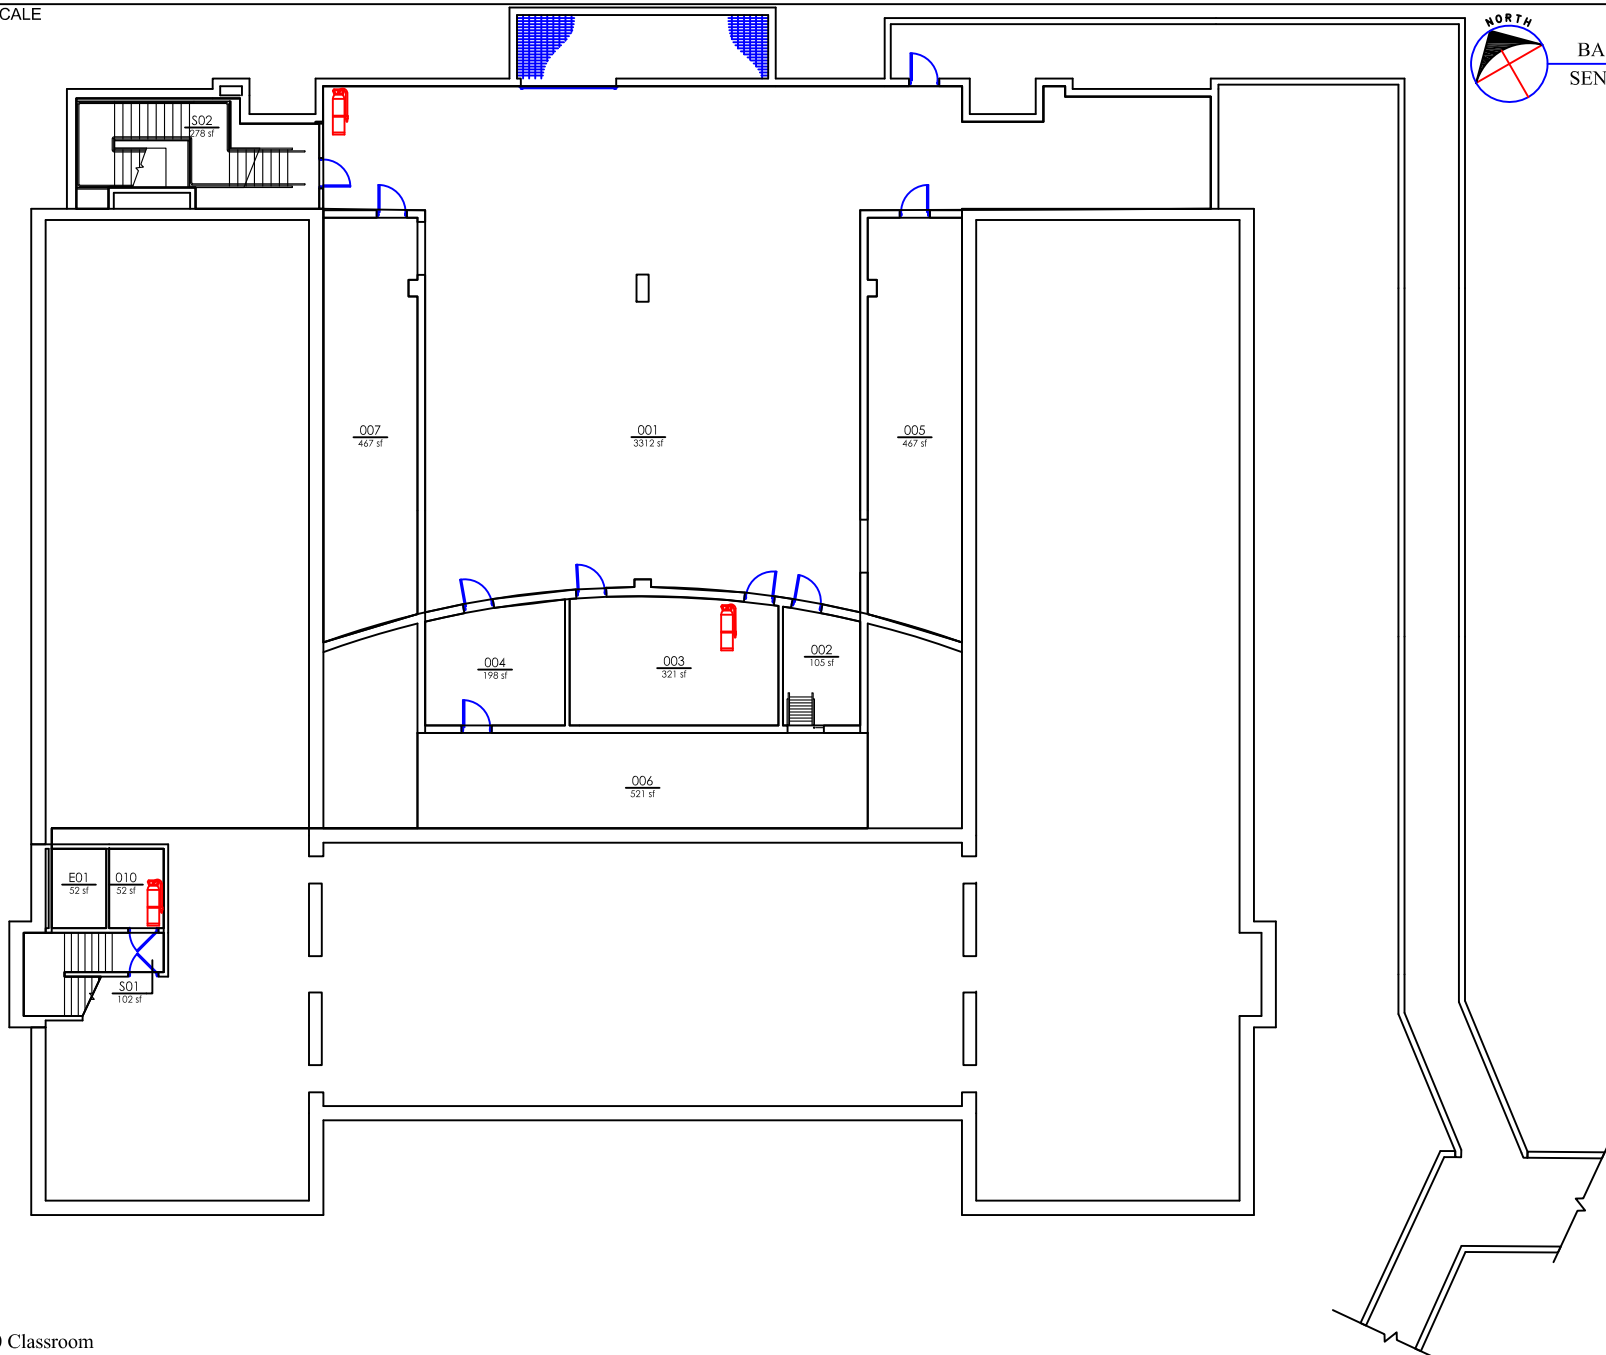 CALE
NORTH
BA
SEN
S02
278 sf
007
467 sf
001
3312 sf
005
467 sf
004
198 sf
003
321 sf
002
105 sf
006
521 sf
E01
52 sf
010
52 sf
S01
102 sf
Classroom